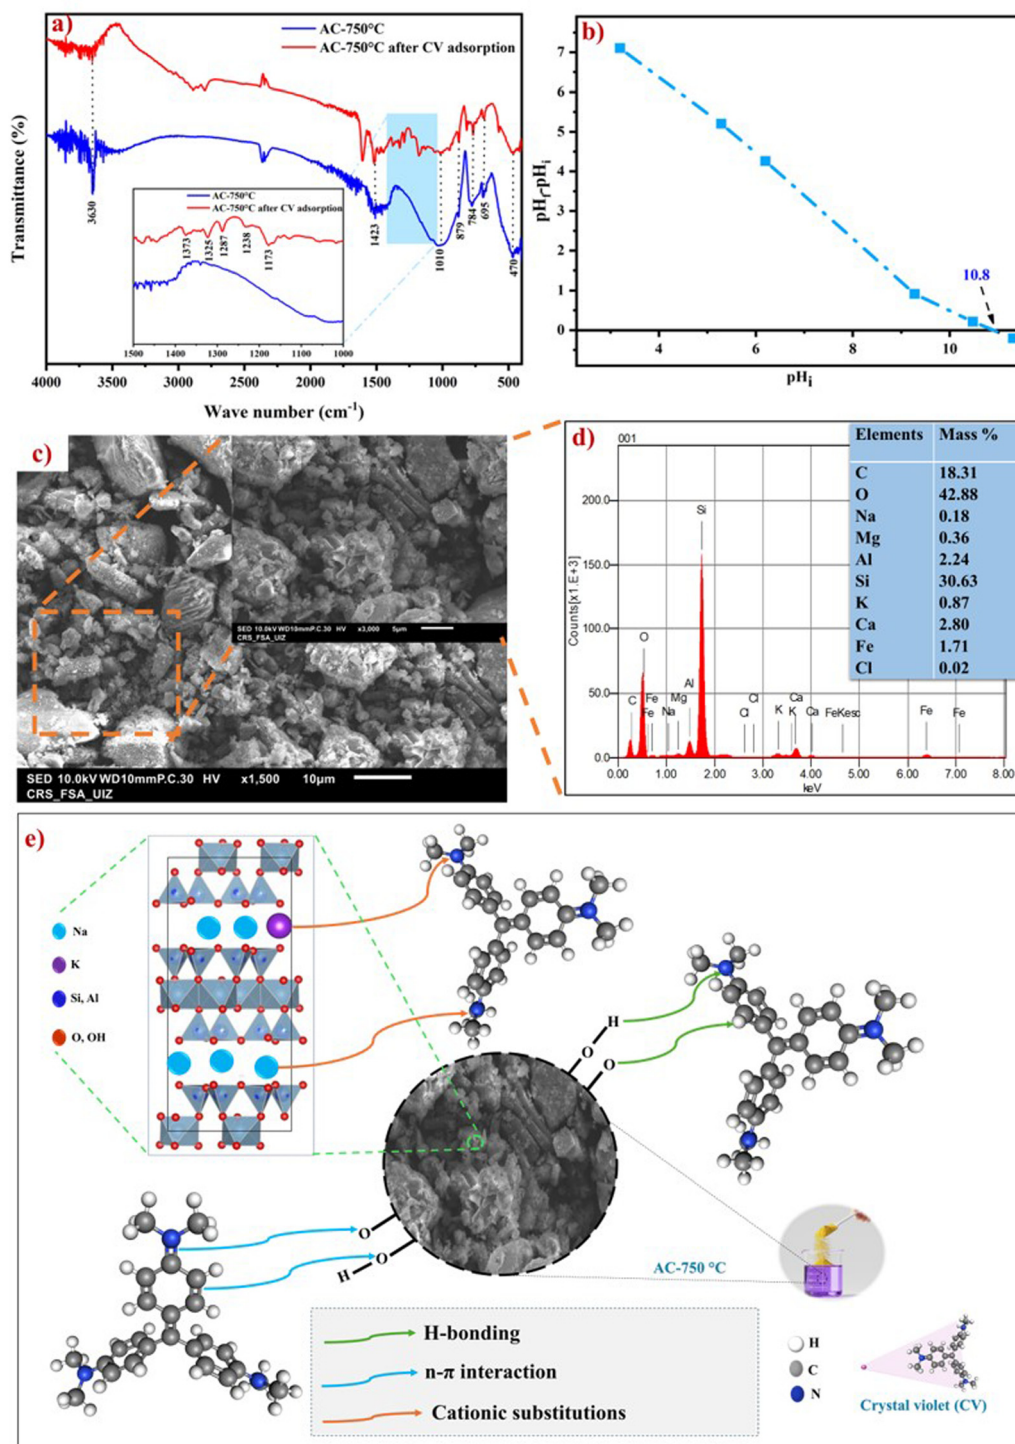 a)
AC-750°C
AC-750°C after CV adsorption
Transmittance (%)
3630
1423
1010
879
784
695
470
AC-750°C
AC-750°C after CV adsorption
1373
1325
1287
1238
1173
1500 1400 1300 1200 1100 1000
4000 3500 3000 2500 2000 1500 1000 500
Wave number (cm-1)
b)
pHf-pHi
7
6
5
4
3
2
1
0
10.8
4 6 8 10
pHi
c)
SED 10.0kV WD10mmP.C.30 HV x3,000 5µm
CRS_FSA_UIZ
SED 10.0kV WD10mmP.C.30 HV x1,500 10µm
CRS_FSA_UIZ
d)
001
Counts[x1.E+3]
200.0
150.0
100.0
50.0
0.0
C O Fe Fe Na Mg Al Si Cl Cl K K Ca Ca FeKesc Fe Fe
0.00 1.00 2.00 3.00 4.00 5.00 6.00 7.00 8.0
keV
Elements Mass %
C 18.31
O 42.88
Na 0.18
Mg 0.36
Al 2.24
Si 30.63
K 0.87
Ca 2.80
Fe 1.71
Cl 0.02
e)
Na
K
Si, Al
O, OH
N
N
H
O
O
N
N
N
O
O
H
N
N
N
AC-750 °C
H-bonding
n-π interaction
Cationic substitutions
H
C
N
Crystal violet (CV)